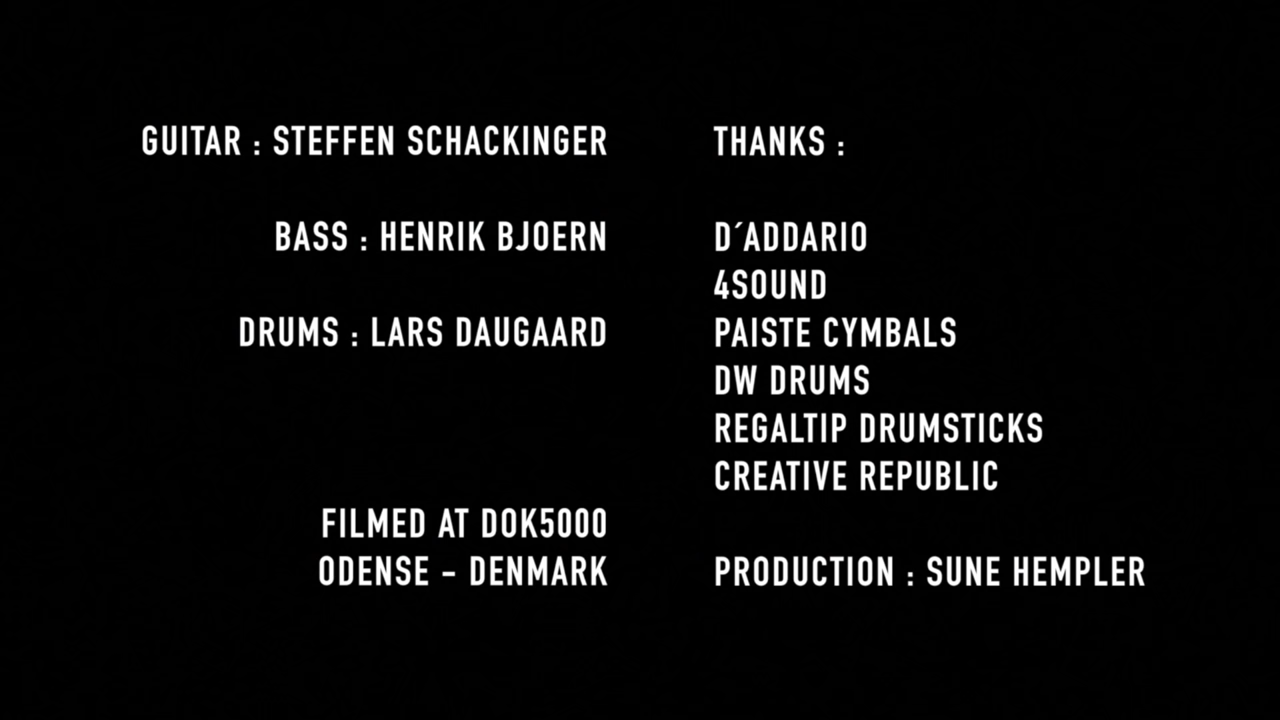 GUITAR : STEFFEN SCHACKINGER
BASS : HENRIK BJOERN
DRUMS : LARS DAUGAARD
FILMED AT DOK5000
ODENSE - DENMARK
THANKS :
D´ADDARIO
4SOUND
PAISTE CYMBALS
DW DRUMS
REGALTIP DRUMSTICKS
CREATIVE REPUBLIC
PRODUCTION : SUNE HEMPLER